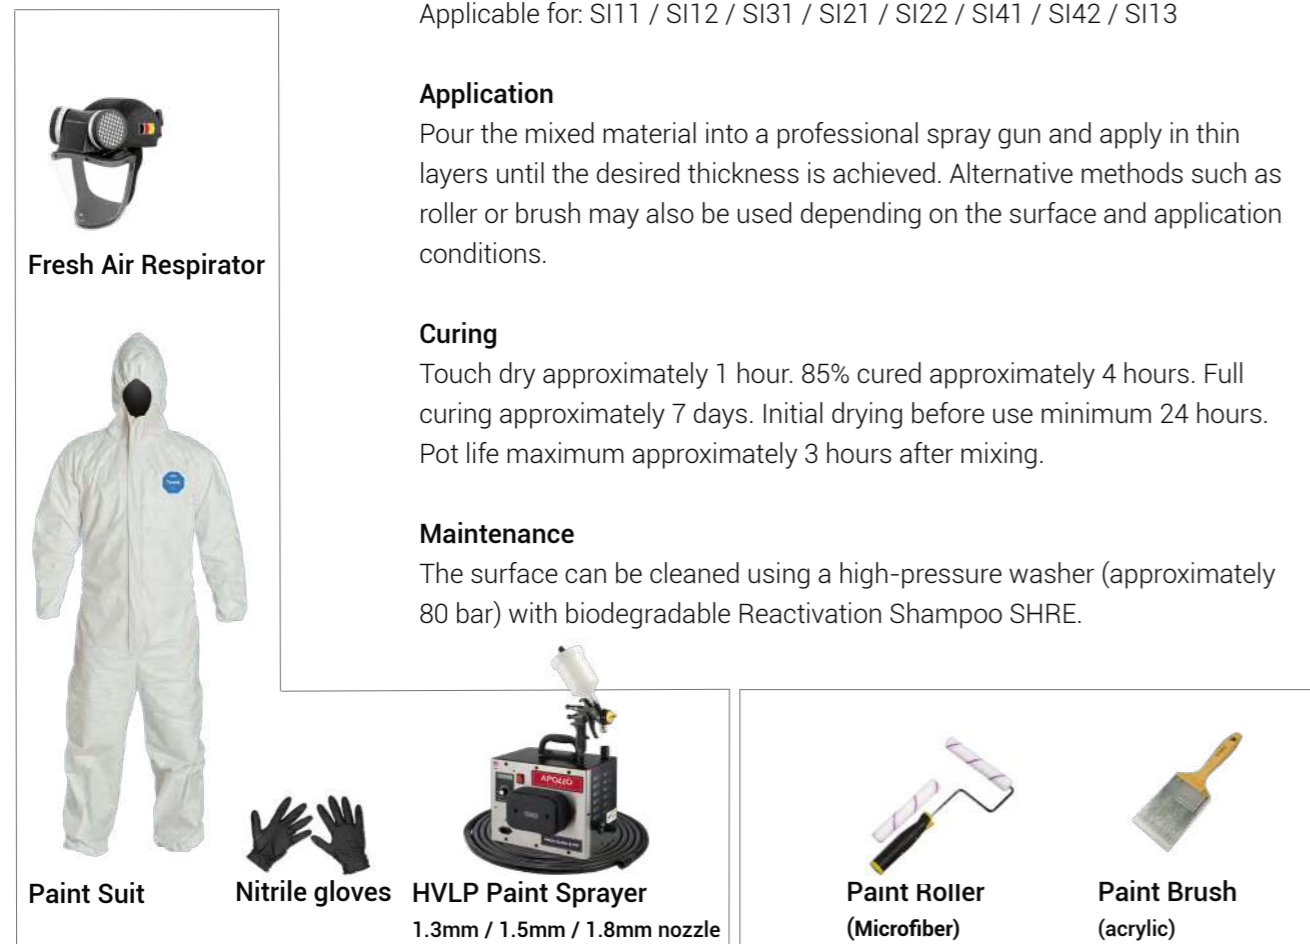 Applicable for: SI11 / SI12 / SI31 / SI21 / SI22 / SI41 / SI42 / SI13
Application
Pour the mixed material into a professional spray gun and apply in thin
layers until the desired thickness is achieved. Alternative methods such as
roller or brush may also be used depending on the surface and application
conditions.
Fresh Air Respirator
Curing
Touch dry approximately 1 hour. 85% cured approximately 4 hours. Full
curing approximately 7 days. Initial drying before use minimum 24 hours.
Pot life maximum approximately 3 hours after mixing.
Maintenance
The surface can be cleaned using a high-pressure washer (approximately
80 bar) with biodegradable Reactivation Shampoo SHRE.
APOLLO
Paint Suit
Nitrile gloves
HVLP Paint Sprayer
1.3mm / 1.5mm / 1.8mm nozzle
Paint Roller
(Microfiber)
Paint Brush
(acrylic)